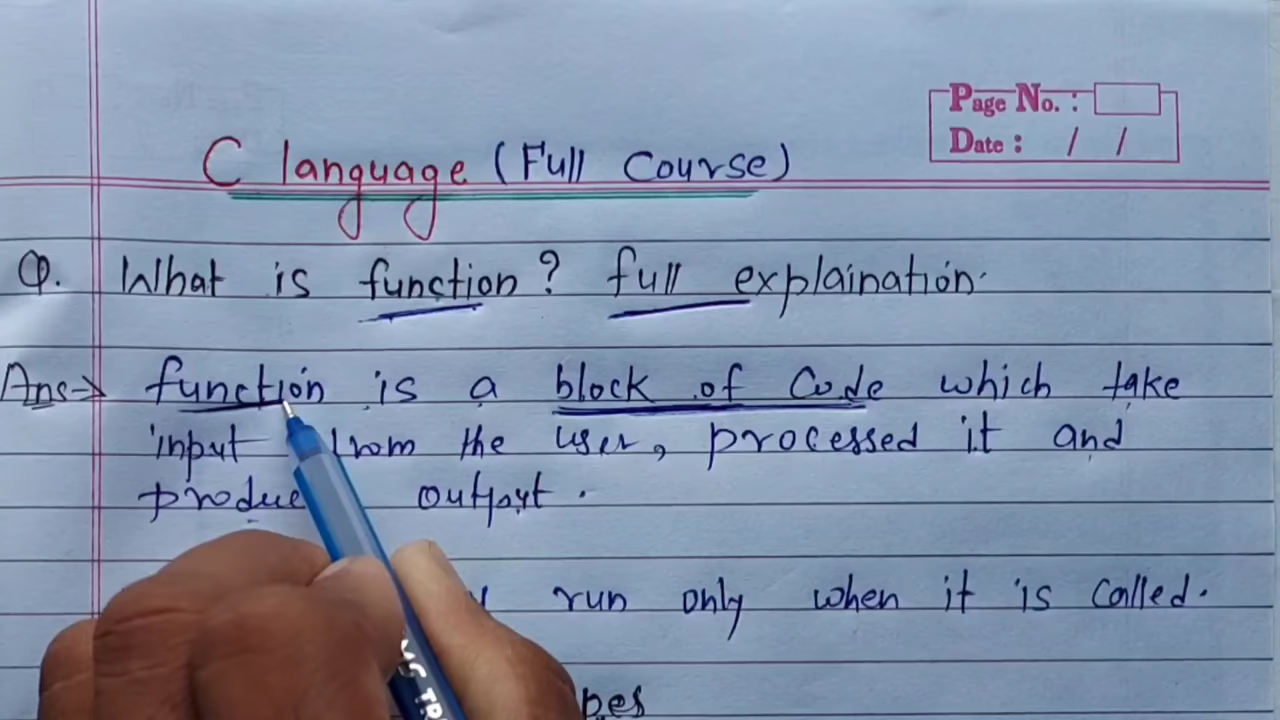 Page No. :
Date : / /
C language (Full Course)
Q. What is function? full explaination.
Ans→ function is a block of Code which take
input from the user, processed it and
produce output.
run only when it is Called.